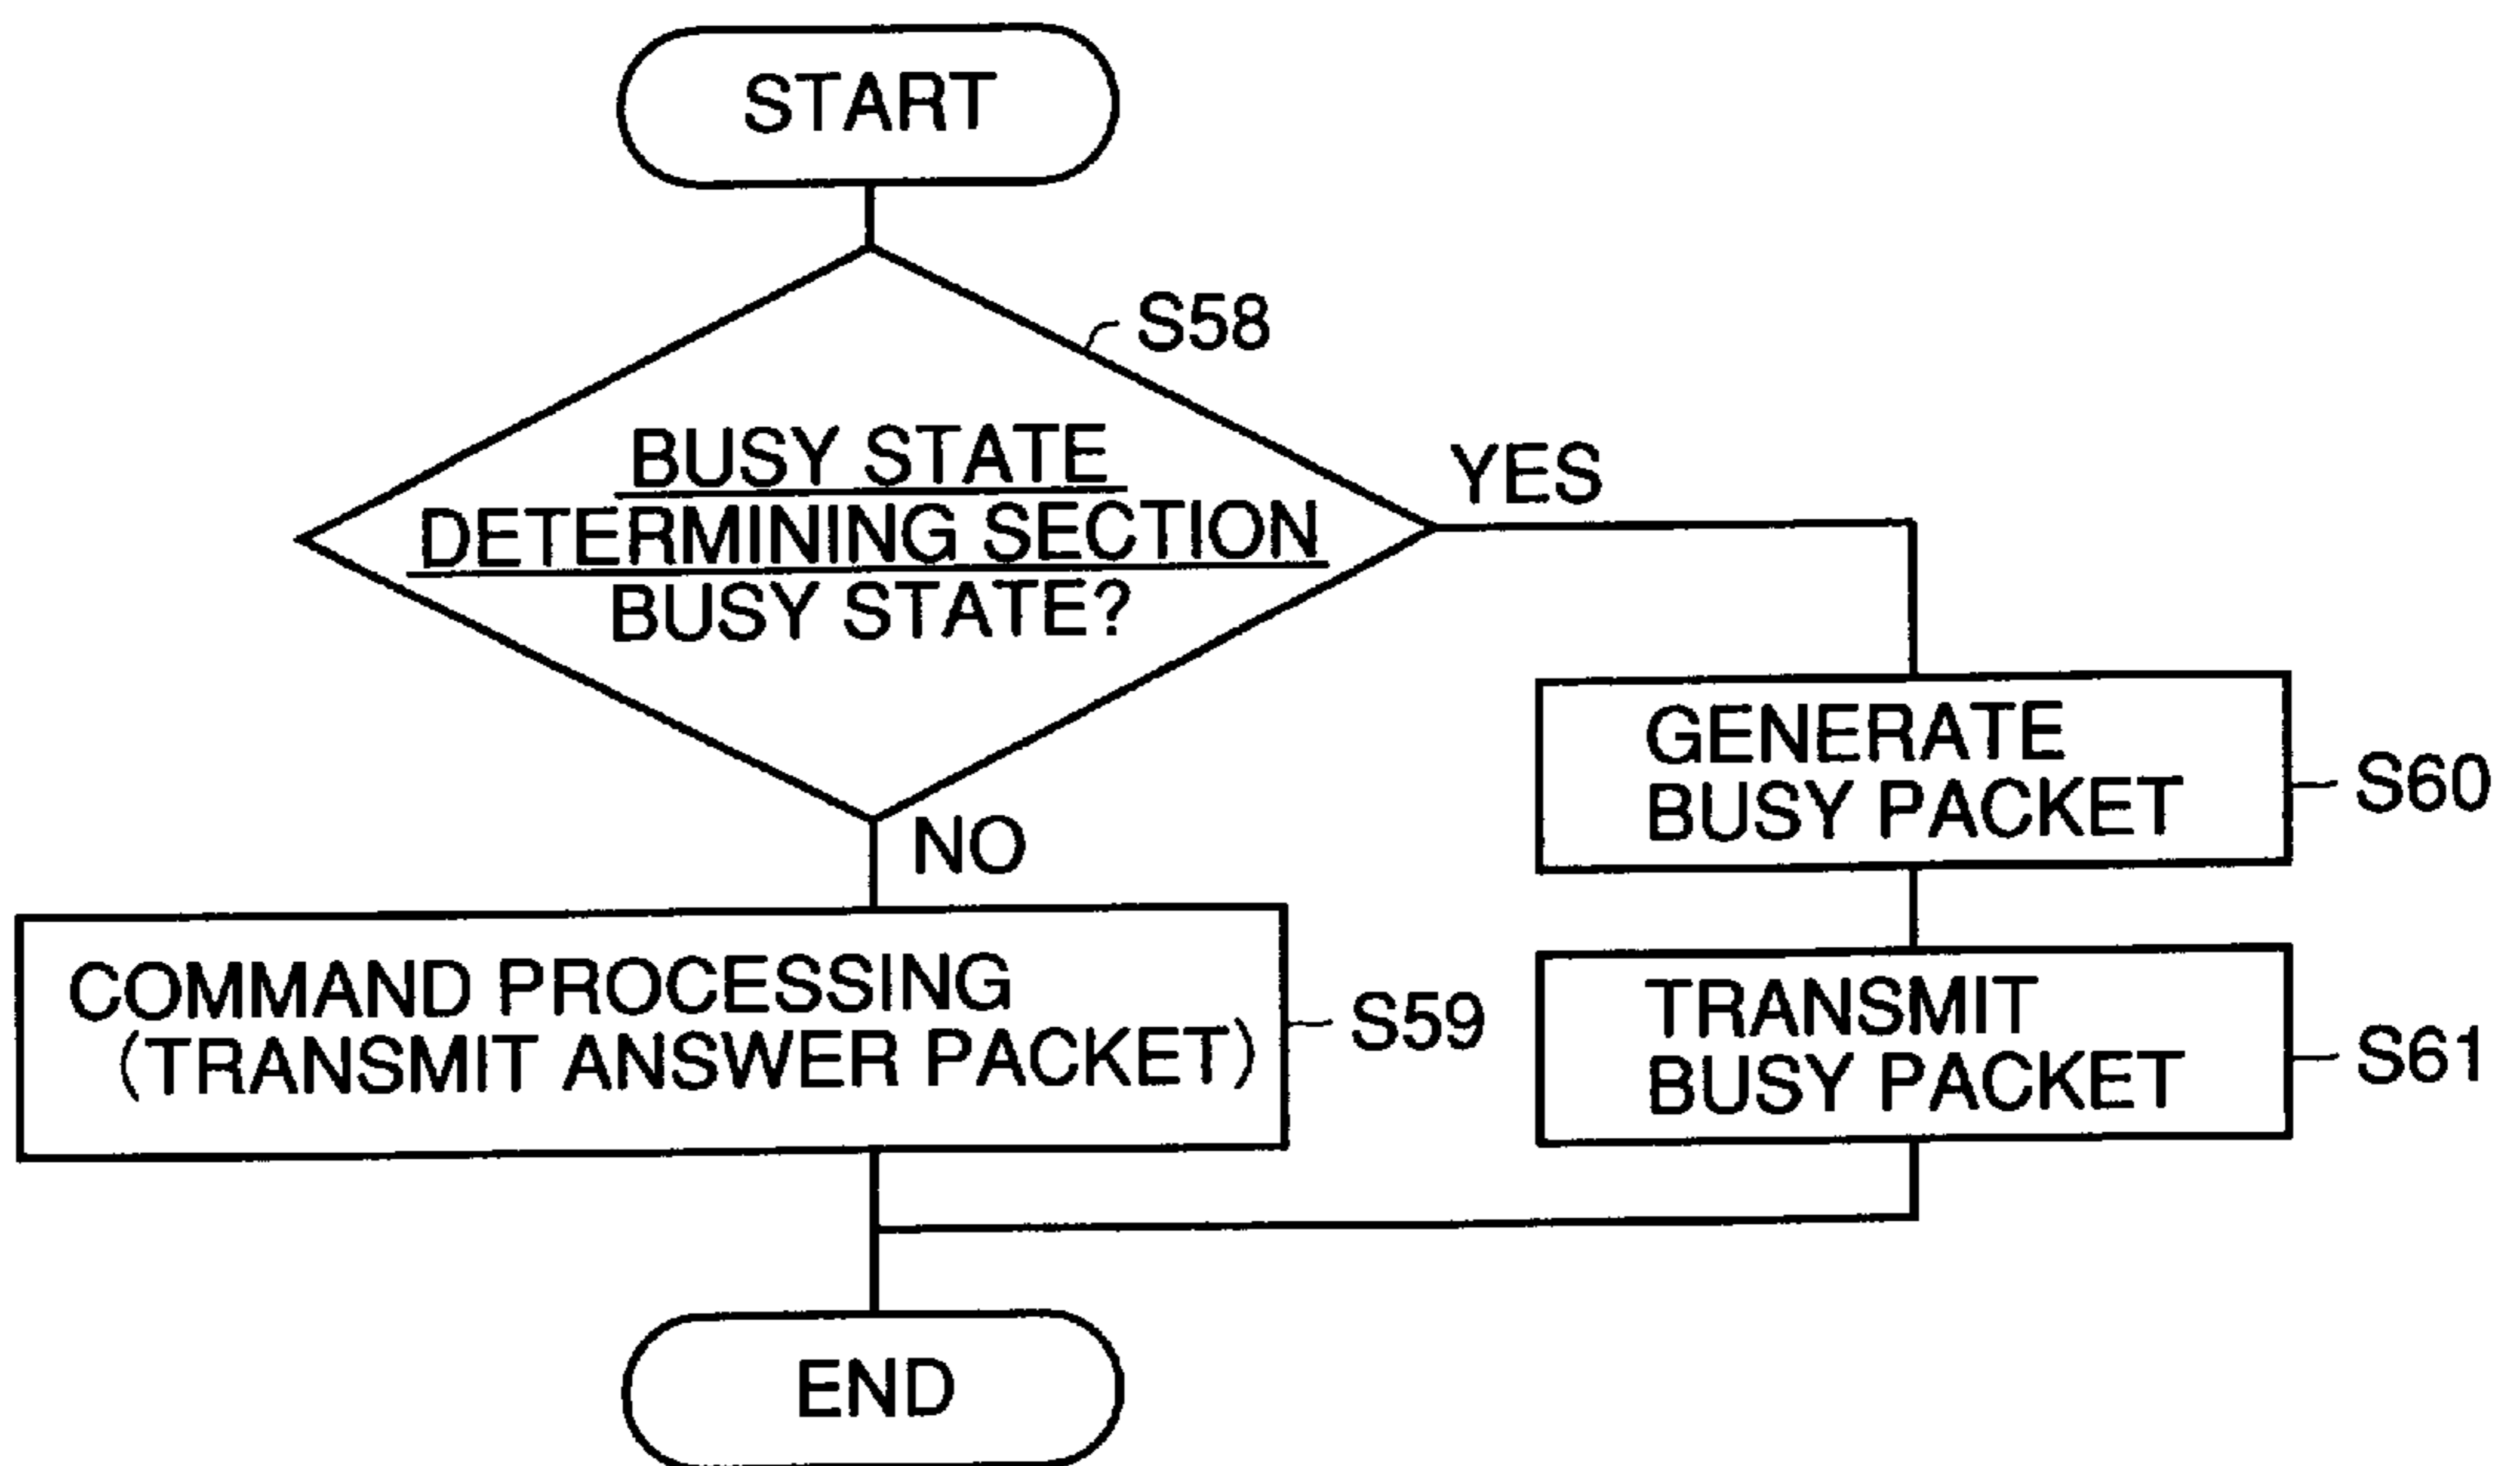 START
S58
BUSY STATE
DETERMINING SECTION
BUSY STATE?
YES
NO
GENERATE
BUSY PACKET
S60
COMMAND PROCESSING
(TRANSMIT ANSWER PACKET)
S59
TRANSMIT
BUSY PACKET
S61
END